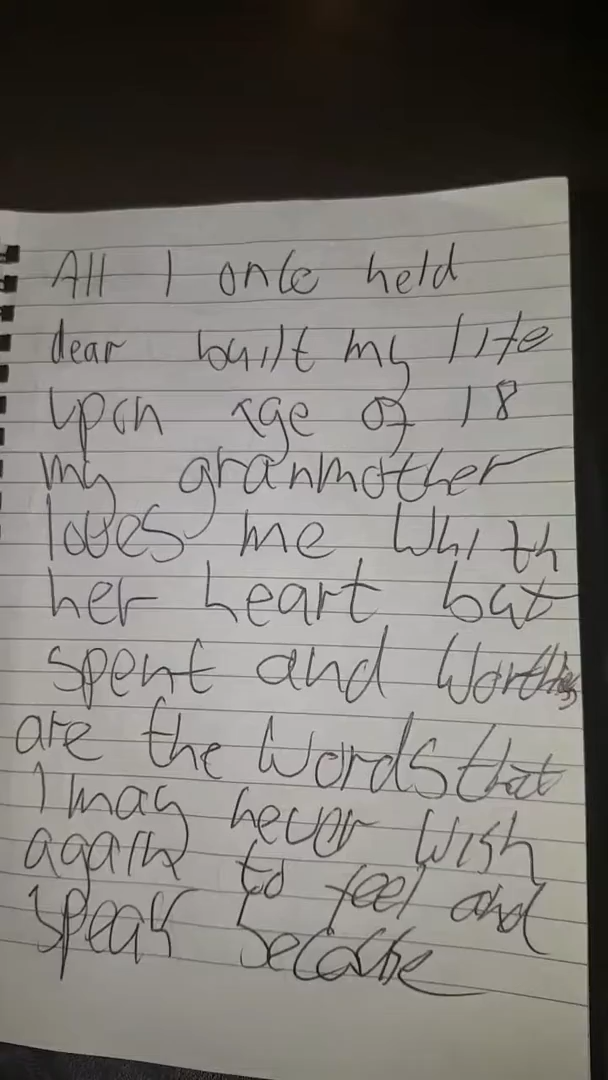 All I once held
dear built my life
upon age of 18
my granmother
loves me whith
her heart but
spent and worthles
are the words that
I may never wish
again to feel and
speak because